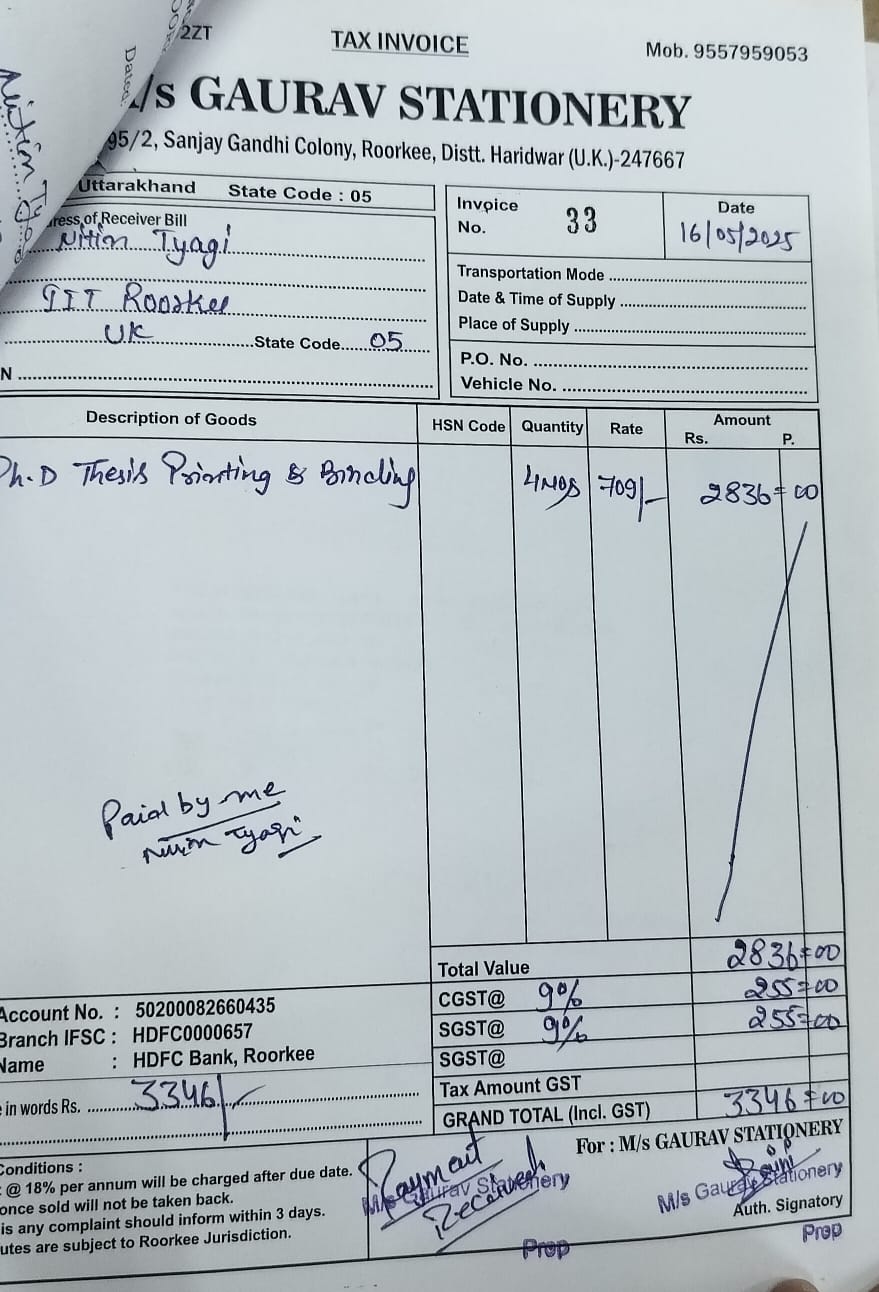 2ZT
TAX INVOICE
Mob. 9557959053
Dated
/s GAURAV STATIONERY
95/2, Sanjay Gandhi Colony, Roorkee, Distt. Haridwar (U.K.)-247667
Uttarakhand State Code : 05
ress of Receiver Bill
Nitin Tyagi
IIT Roorkee
UK State Code 05
N
Invoice No. 33
Date
16/05/2025
Transportation Mode
Date & Time of Supply
Place of Supply
P.O. No.
Vehicle No.
Description of Goods HSN Code Quantity Rate Amount
Rs. P.
Ph.D Thesis Printing & Binding 4Nos 709/- 2836=00
Paid by me
Nitin Tyagi
Total Value 2836=00
CGST@ 9% 255=00
SGST@ 9% 255=00
SGST@
Tax Amount GST
GRAND TOTAL (Incl. GST) 3346=00
Account No. : 50200082660435
Branch IFSC : HDFC0000657
Name : HDFC Bank, Roorkee
in words Rs. 3346/-
Conditions :
@ 18% per annum will be charged after due date.
once sold will not be taken back.
is any complaint should inform within 3 days.
utes are subject to Roorkee Jurisdiction.
Payment
Received
M/s Gaurav Stationery
Prop
For : M/s GAURAV STATIONERY
M/s Gaurav Stationery
Auth. Signatory
Prop